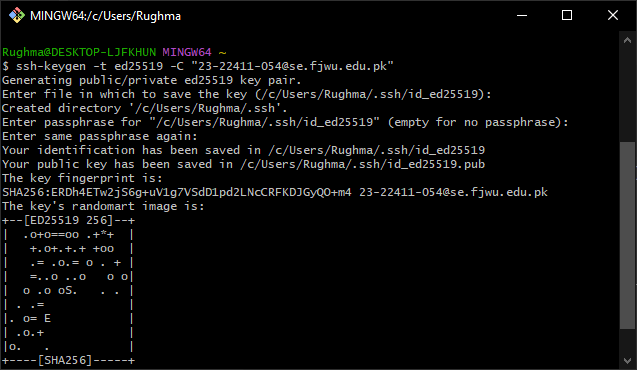 MINGW64:/c/Users/Rughma
Rughma@DESKTOP-LJFKHUN MINGW64 ~
$ ssh-keygen -t ed25519 -C "23-22411-054@se.fjwu.edu.pk"
Generating public/private ed25519 key pair.
Enter file in which to save the key (/c/Users/Rughma/.ssh/id_ed25519):
Created directory '/c/Users/Rughma/.ssh'.
Enter passphrase for "/c/Users/Rughma/.ssh/id_ed25519" (empty for no passphrase):
Enter same passphrase again:
Your identification has been saved in /c/Users/Rughma/.ssh/id_ed25519
Your public key has been saved in /c/Users/Rughma/.ssh/id_ed25519.pub
The key fingerprint is:
SHA256:ERDh4ETw2jS6g+uV1g7VSdD1pd2LNcCRFKDJGyQO+m4 23-22411-054@se.fjwu.edu.pk
The key's randomart image is:
+--[ED25519 256]--+
|  .o+o==oo .+*+  |
|   +.o+.+.+ +oo  |
|   .= .o.= o . + |
|   =..o ..o   o o|
|  o .o oS.   . . |
| . .=            |
|. o= E           |
| .o.+            |
|o.   .           |
+----[SHA256]-----+